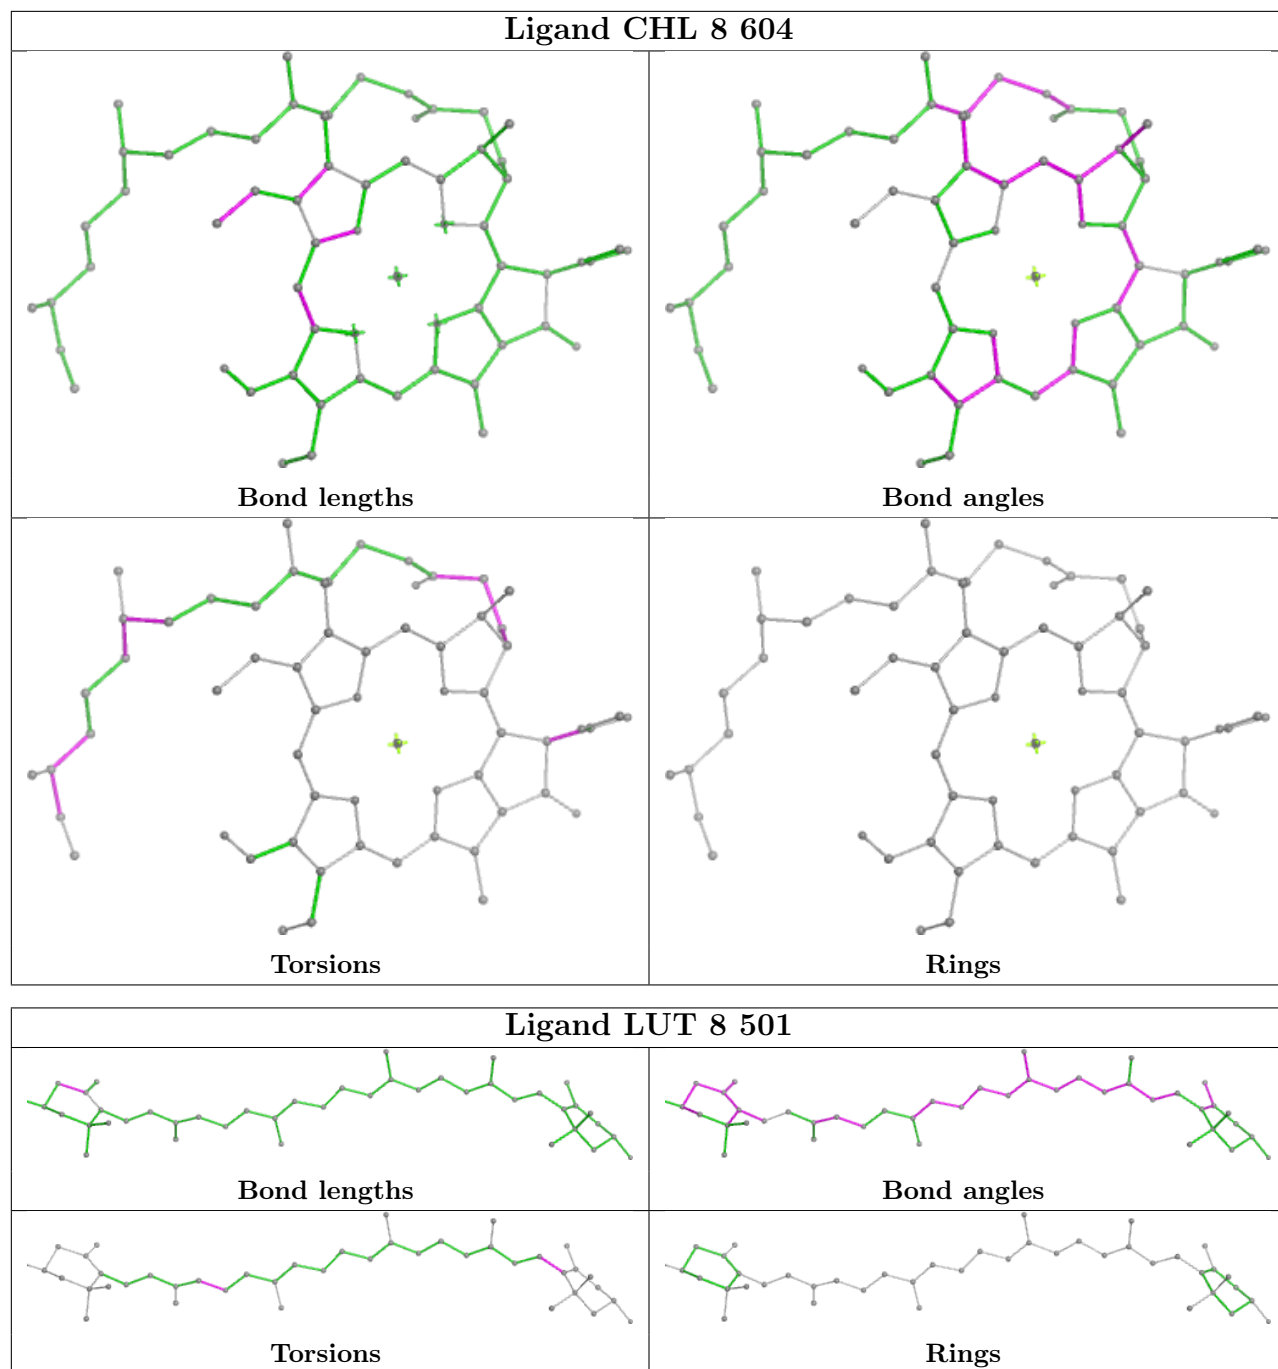 Ligand CHL 8 604
Bond lengths
Bond angles
Torsions
Rings
Ligand LUT 8 501
Bond lengths
Bond angles
Torsions
Rings